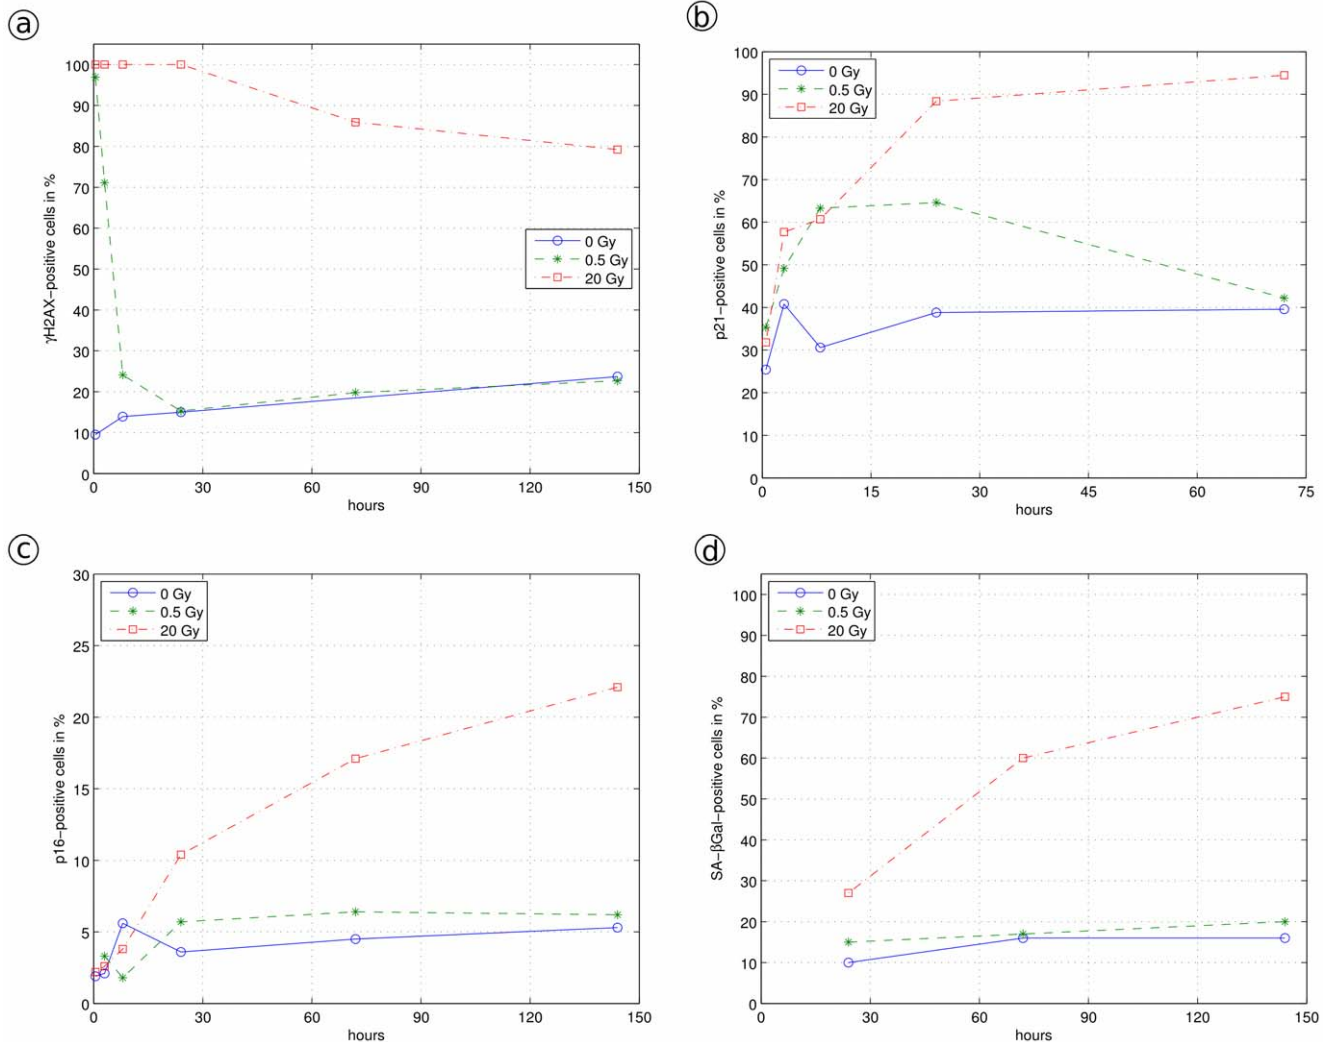 a
100
90
80
70
60
50
40
30
20
10
0
γH2AX−positive cells in %
0 Gy
0.5 Gy
20 Gy
0 30 60 90 120 150
hours
b
100
90
80
70
60
50
40
30
20
10
0
p21−positive cells in %
0 Gy
0.5 Gy
20 Gy
0 15 30 45 60 75
hours
c
30
25
20
15
10
5
0
p16−positive cells in %
0 Gy
0.5 Gy
20 Gy
0 30 60 90 120 150
hours
d
100
90
80
70
60
50
40
30
20
10
0
SA−βGal−positive cells in %
0 Gy
0.5 Gy
20 Gy
0 30 60 90 120 150
hours